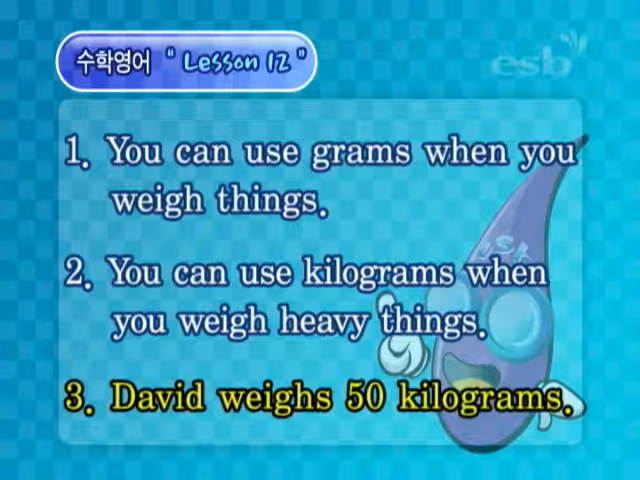 수학영어 "Lesson 12"
esb
1. You can use grams when you
weigh things.
2. You can use kilograms when
you weigh heavy things.
3. David weighs 50 kilograms.